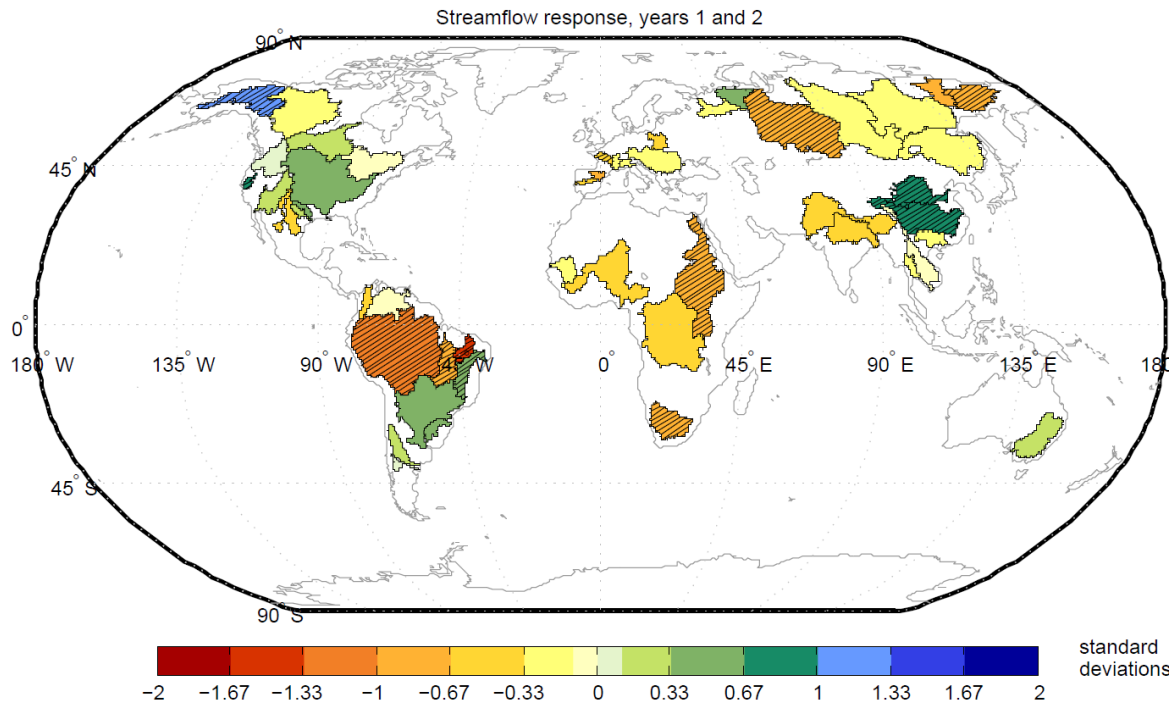 Streamflow response, years 1 and 2
90° N
45° N
0°
180° W 135° W 90° W 45° W 0° 45° E 90° E 135° E 180
45° S
90° S
standard
deviations
−2 −1.67 −1.33 −1 −0.67 −0.33 0 0.33 0.67 1 1.33 1.67 2